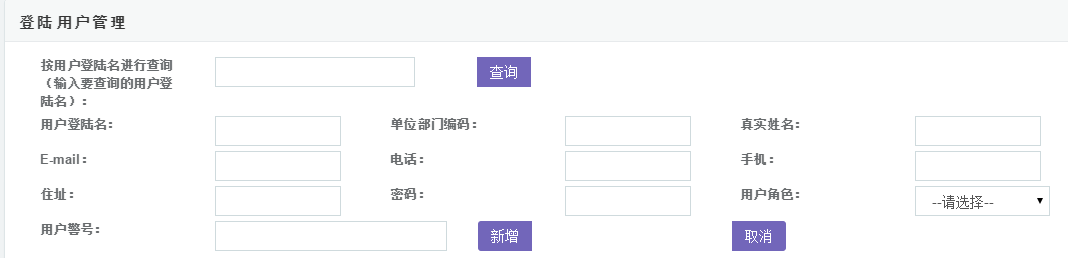 登陆用户管理
按用户登陆名进行查询
（输入要查询的用户登
陆名）：
查询
用户登陆名：
单位部门编码：
真实姓名：
E-mail：
电话：
手机：
住址：
密码：
用户角色：
--请选择--
用户警号：
新增
取消